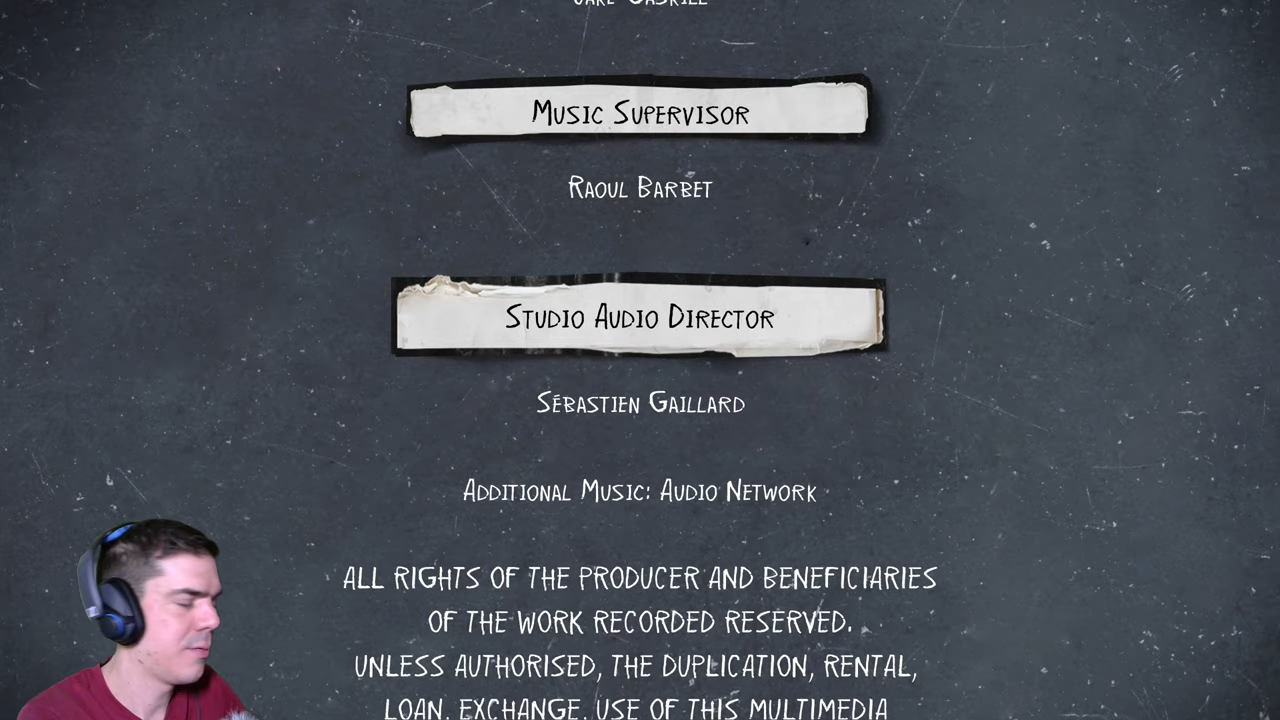 Music Supervisor
Raoul Barbet
Studio Audio Director
Sébastien Gaillard
Additional Music: Audio Network
ALL RIGHTS OF THE PRODUCER AND BENEFICIARIES
OF THE WORK RECORDED RESERVED.
UNLESS AUTHORISED, THE DUPLICATION, RENTAL,
LOAN, EXCHANGE, USE OF THIS MULTIMEDIA